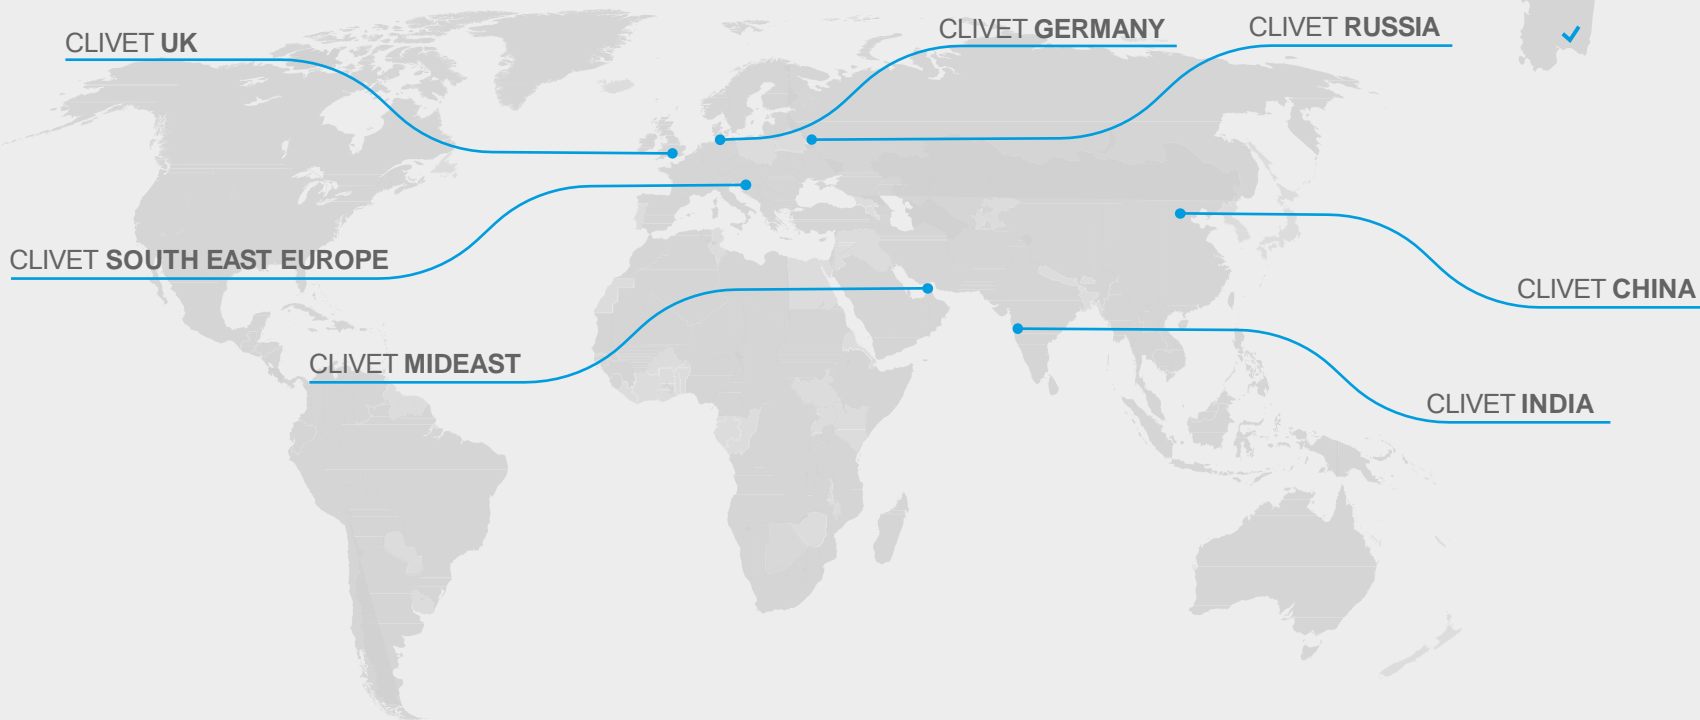 CLIVET UK
CLIVET GERMANY
CLIVET RUSSIA
CLIVET SOUTH EAST EUROPE
CLIVET CHINA
CLIVET MIDEAST
CLIVET INDIA